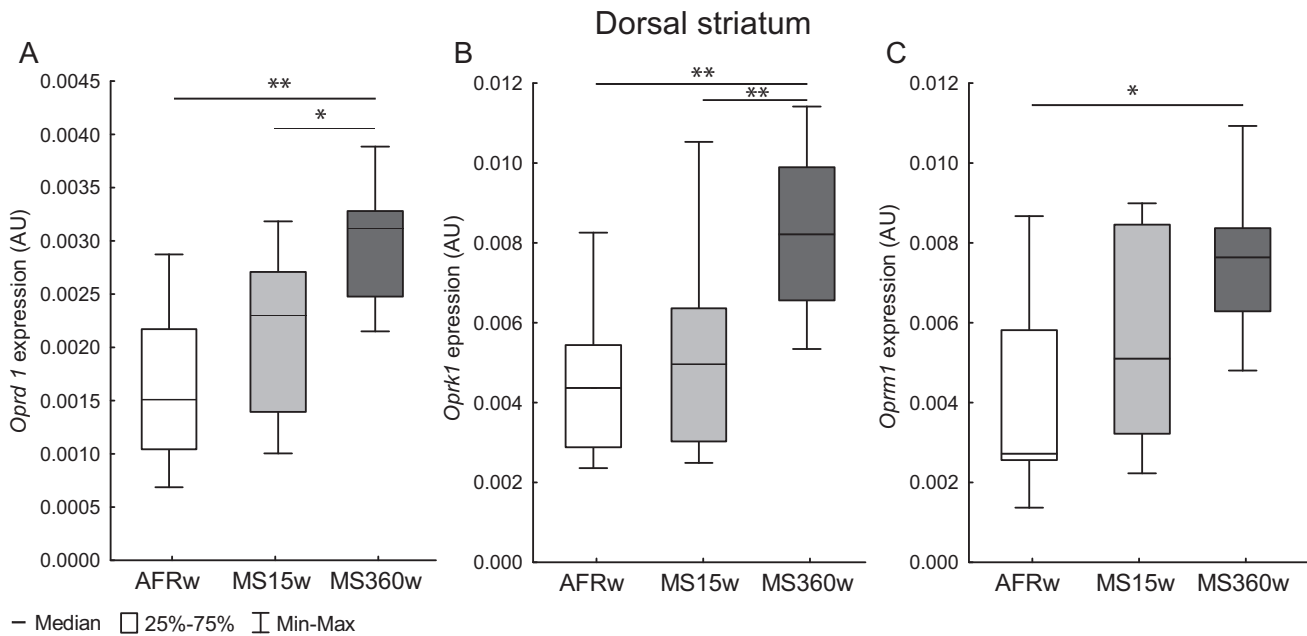 Dorsal striatum
A
0.0045
0.0040
0.0035
0.0030
0.0025
0.0020
0.0015
0.0010
0.0005
0.0000
Oprd 1 expression (AU)
**
*
AFRw MS15w MS360w
B
0.012
0.010
0.008
0.006
0.004
0.002
0.000
Oprk1 epression (AU)
**
**
AFRw MS15w MS360w
C
0.012
0.010
0.008
0.006
0.004
0.002
0.000
Oprm1 expression (AU)
*
AFRw MS15w MS360w
Median 25%-75% Min-Max